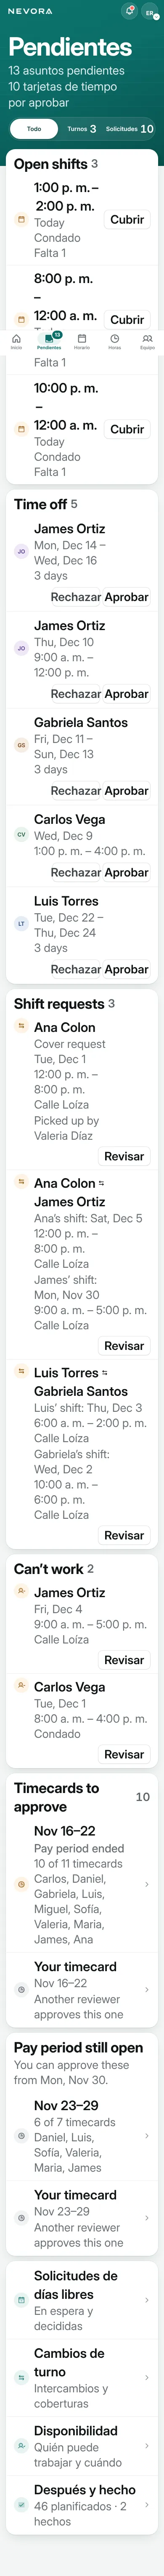 NEVORA
ER
Pendientes
13 asuntos pendientes
10 tarjetas de tiempo
por aprobar
Todo
Turnos 3
Solicitudes 10
Open shifts 3
1:00 p. m. –
2:00 p. m.
Today
Condado
Falta 1
Cubrir
8:00 p. m.
–
12:00 a. m.
Cubrir
Inicio
13
Pendientes
Horario
Horas
Equipo
Falta 1
10:00 p. m.
–
12:00 a. m.
Today
Condado
Falta 1
Cubrir
Time off 5
JO
James Ortiz
Mon, Dec 14 –
Wed, Dec 16
3 days
Rechazar Aprobar
JO
James Ortiz
Thu, Dec 10
9:00 a. m. –
12:00 p. m.
Rechazar Aprobar
GS
Gabriela Santos
Fri, Dec 11 –
Sun, Dec 13
3 days
Rechazar Aprobar
CV
Carlos Vega
Wed, Dec 9
1:00 p. m. – 4:00 p. m.
Rechazar Aprobar
LT
Luis Torres
Tue, Dec 22 –
Thu, Dec 24
3 days
Rechazar Aprobar
Shift requests 3
Ana Colon
Cover request
Tue, Dec 1
12:00 p. m. –
8:00 p. m.
Calle Loíza
Picked up by
Valeria Díaz
Revisar
Ana Colon ⇆
James Ortiz
Ana’s shift: Sat, Dec 5
12:00 p. m. –
8:00 p. m.
Calle Loíza
James’ shift:
Mon, Nov 30
9:00 a. m. – 5:00 p. m.
Calle Loíza
Revisar
Luis Torres ⇆
Gabriela Santos
Luis’ shift: Thu, Dec 3
6:00 a. m. – 2:00 p. m.
Calle Loíza
Gabriela’s shift:
Wed, Dec 2
10:00 a. m. –
6:00 p. m.
Calle Loíza
Revisar
Can’t work 2
James Ortiz
Fri, Dec 4
9:00 a. m. – 5:00 p. m.
Calle Loíza
Revisar
Carlos Vega
Tue, Dec 1
8:00 a. m. – 4:00 p. m.
Condado
Revisar
Timecards to
approve
10
Nov 16–22
Pay period ended
10 of 11 timecards
Carlos, Daniel,
Gabriela, Luis,
Miguel, Sofía,
Valeria, Maria,
James, Ana
Your timecard
Nov 16–22
Another reviewer
approves this one
Pay period still open
You can approve these
from Mon, Nov 30.
Nov 23–29
6 of 7 timecards
Daniel, Luis,
Sofía, Valeria,
Maria, James
Your timecard
Nov 23–29
Another reviewer
approves this one
Solicitudes de
días libres
En espera y
decididas
Cambios de
turno
Intercambios y
coberturas
Disponibilidad
Quién puede
trabajar y cuándo
Después y hecho
46 planificados · 2
hechos